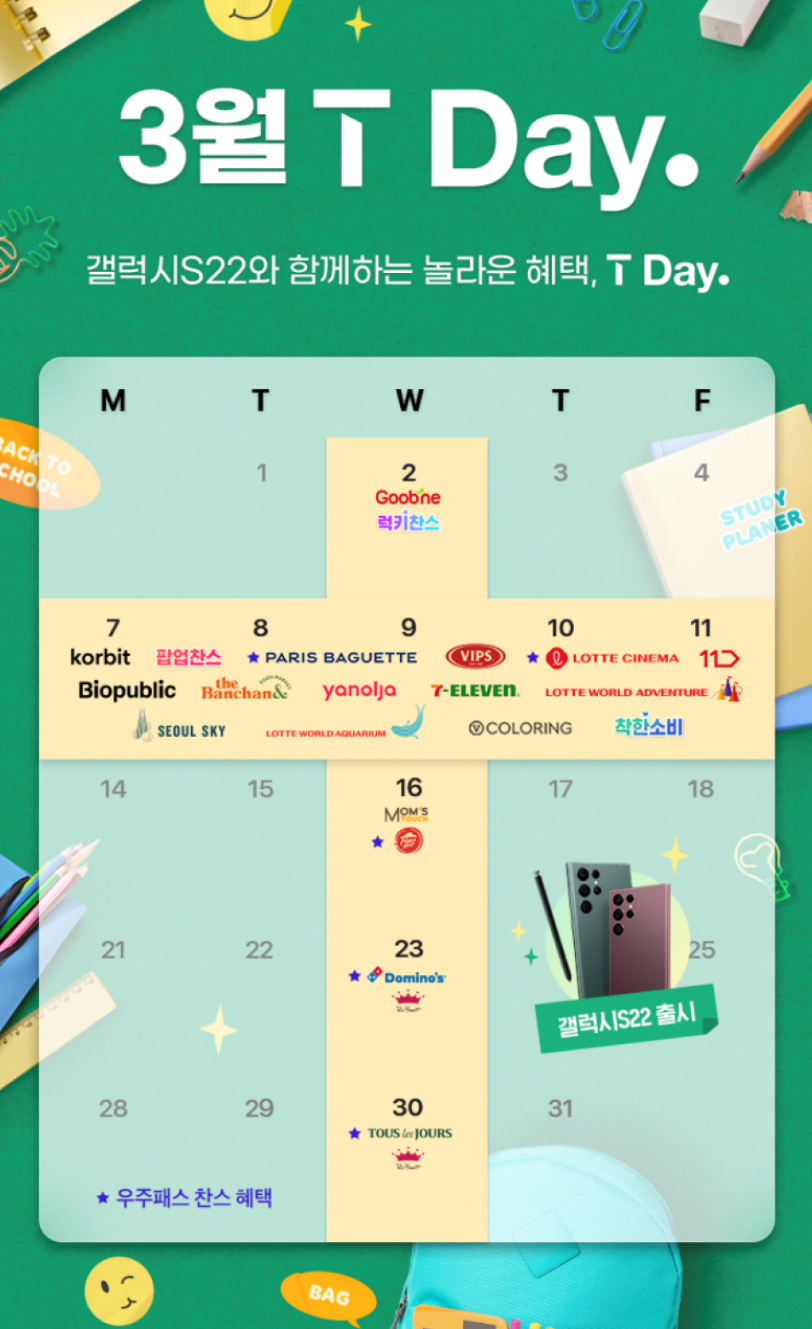 3월 T Day.
갤럭시S22와 함께하는 놀라운 혜택, T Day.
M T W T F
BACK TO
SCHOOL
1 2 3 4
Goobne
럭키찬스
STUDY
PLANER
7 8 9 10 11
korbit 팝업찬스 PARIS BAGUETTE VIPS LOTTE CINEMA 11
Biopublic the Banchan& yanolja 7-ELEVEN. LOTTE WORLD ADVENTURE
SEOUL SKY LOTTE WORLD AQUARIUM COLORING 착한소비
14 15 16 17 18
MOM'S
TOUCH
21 22 23 25
Domino's
갤럭시S22 출시
28 29 30 31
TOUS les JOURS
우주패스 찬스 혜택
BAG